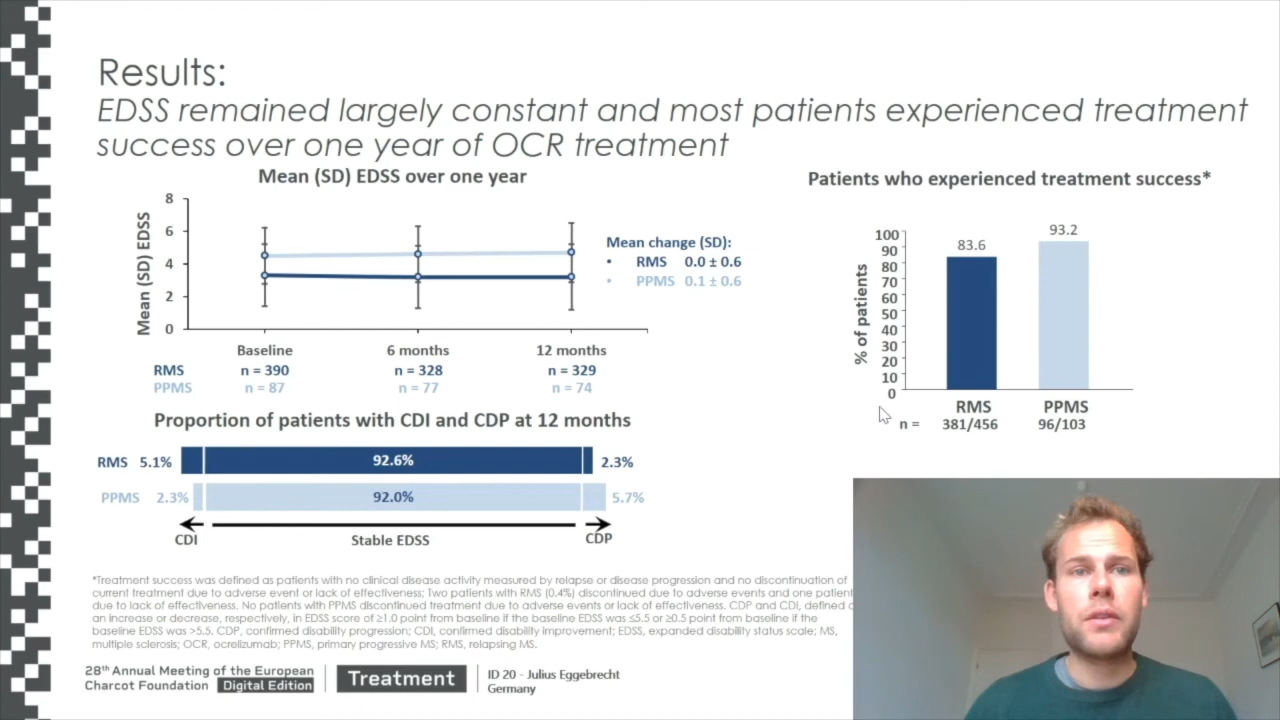 Results:
EDSS remained largely constant and most patients experienced treatment
success over one year of OCR treatment
Mean (SD) EDSS over one year
Mean (SD) EDSS
8
6
4
2
0
Baseline 6 months 12 months
RMS n = 390 n = 328 n = 329
PPMS n = 87 n = 77 n = 74
Mean change (SD):
• RMS 0.0 ± 0.6
• PPMS 0.1 ± 0.6
Proportion of patients with CDI and CDP at 12 months
RMS 5.1% 92.6% 2.3%
PPMS 2.3% 92.0% 5.7%
CDI Stable EDSS CDP
Patients who experienced treatment success*
% of patients
100
90
80
70
60
50
40
30
20
10
0
83.6 93.2
RMS PPMS
n = 381/456 96/103
*Treatment success was defined as patients with no clinical disease activity measured by relapse or disease progression and no discontinuation of
current treatment due to adverse event or lack of effectiveness; Two patients with RMS (0.4%) discontinued due to adverse events and one patient
due to lack of effectiveness. No patients with PPMS discontinued treatment due to adverse events or lack of effectiveness. CDP and CDI, defined
an increase or decrease, respectively, in EDSS score of ≥1.0 point from baseline if the baseline EDSS was ≤5.5 or ≥0.5 point from baseline if the
baseline EDSS was >5.5. CDP, confirmed disability progression; CDI, confirmed disability improvement; EDSS, expanded disability status scale; MS,
multiple sclerosis; OCR, ocrelizumab; PPMS, primary progressive MS; RMS, relapsing MS.
28th Annual Meeting of the European
Charcot Foundation Digital Edition
Treatment
ID 20 - Julius Eggebrecht
Germany